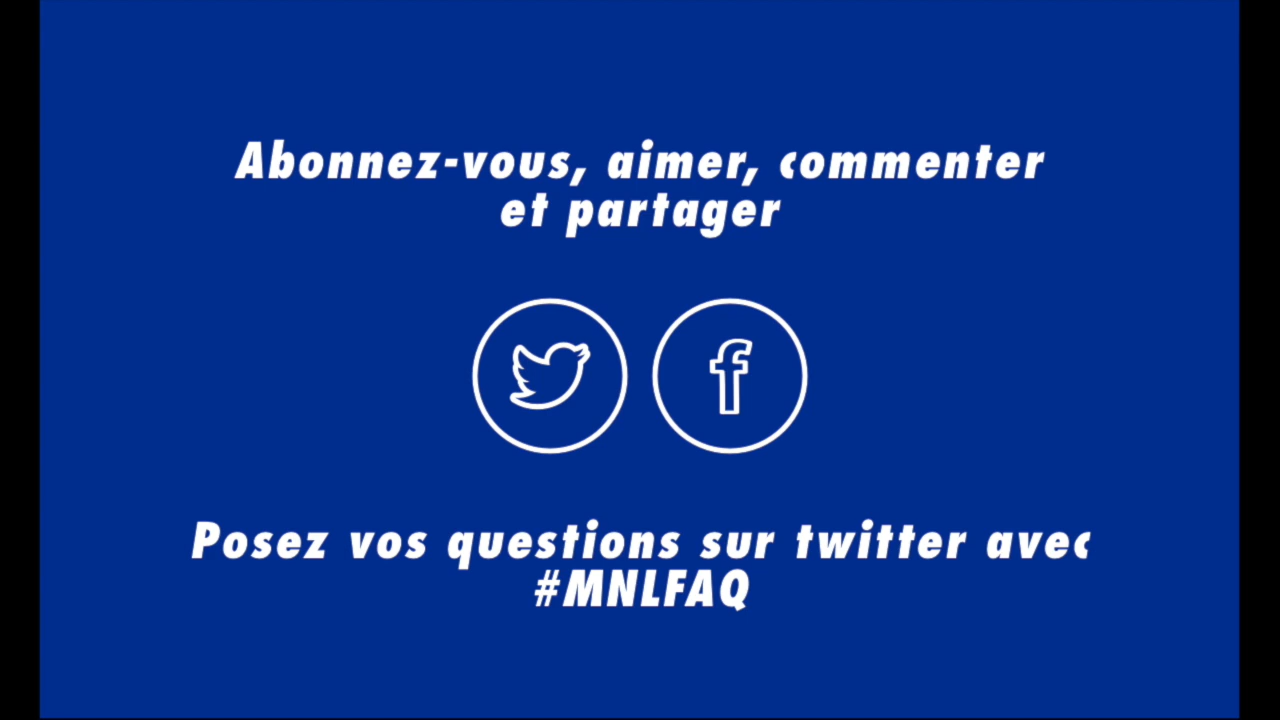 Abonnez-vous, aimer, commenter
et partager
Posez vos questions sur twitter avec
#MNLFAQ